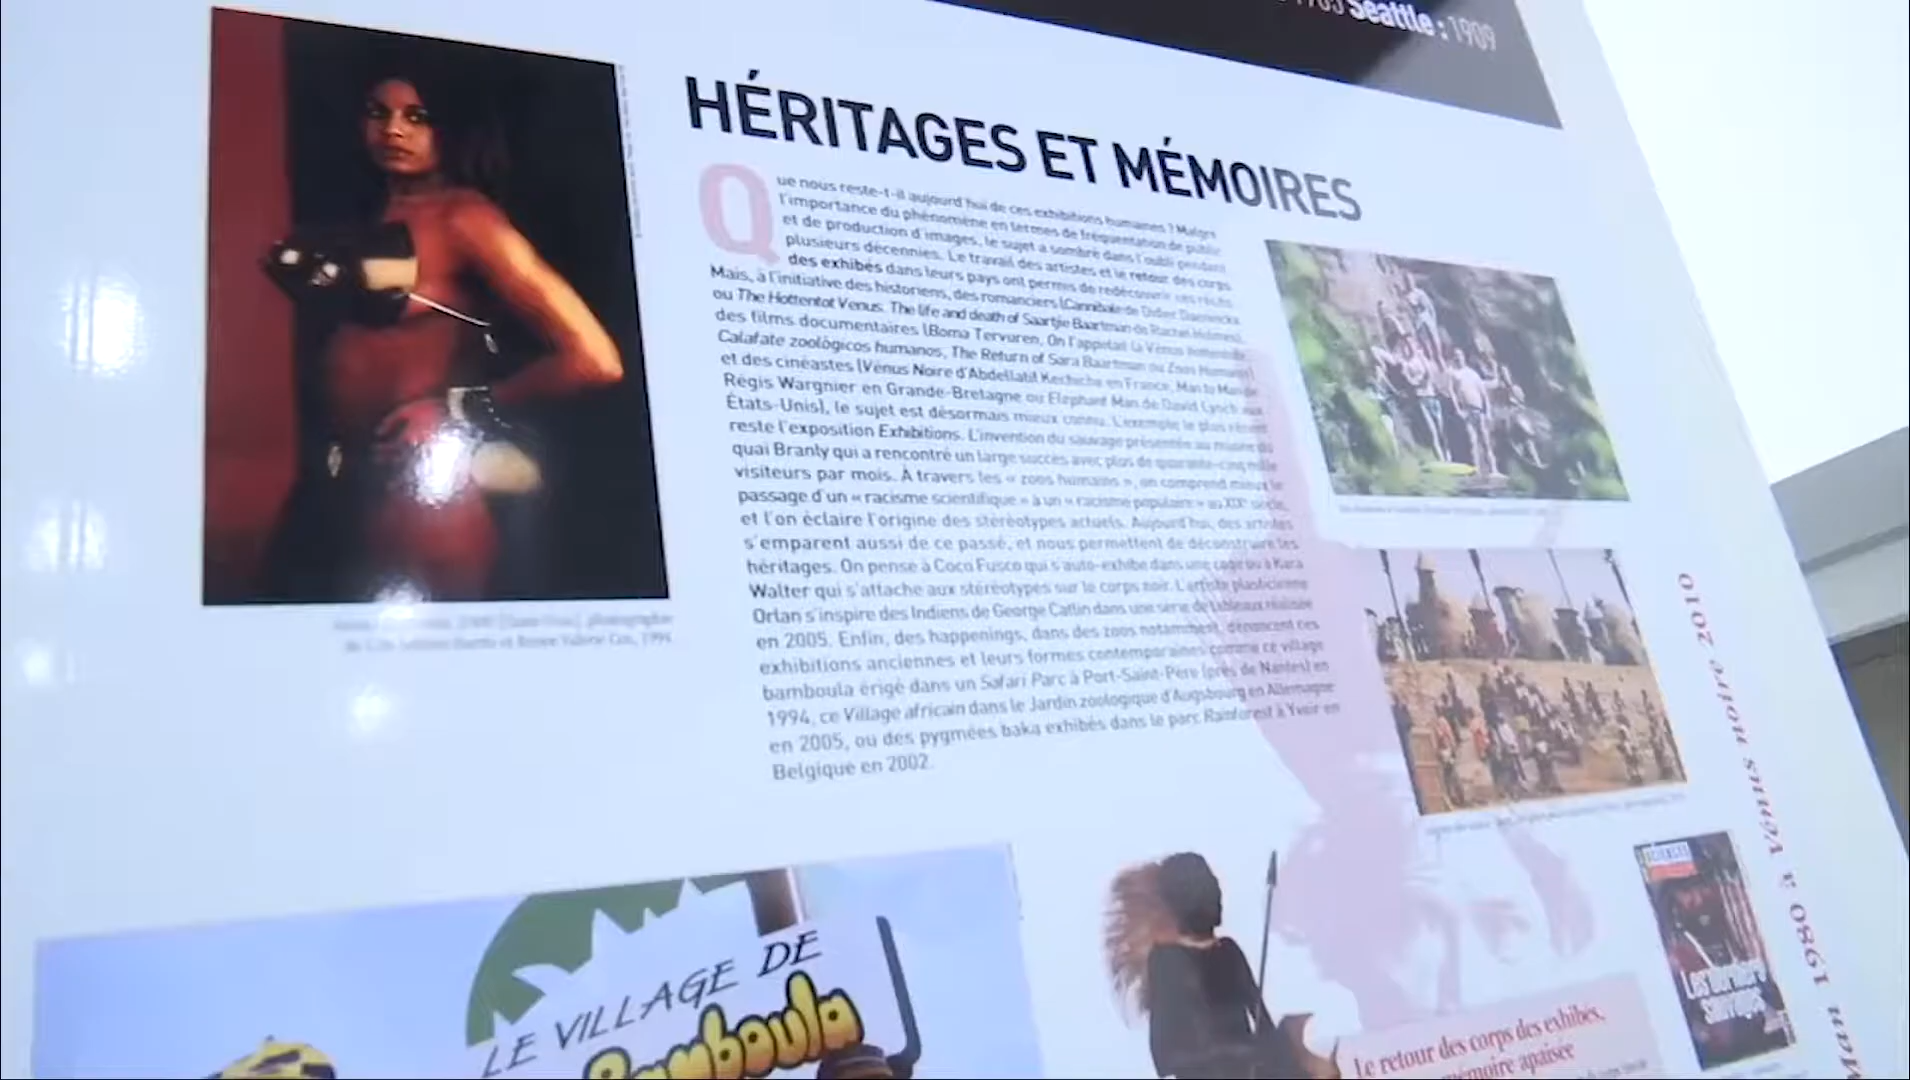 Seattle : 1909
HÉRITAGES ET MÉMOIRES
Que nous reste-t-il aujourd'hui de ces exhibitions humaines ? Malgré
l'importance du phénomène en termes de fréquentation de public
et de production d'images, le sujet a sombré dans l'oubli pendant
plusieurs décennies. Le travail des artistes et le retour des corps
des exhibés dans leurs pays ont permis de redécouvrir ces récits.
Mais, à l'initiative des historiens, des romanciers (Cannibale de Didier Daeninckx
ou The Hottentot Venus. The life and death of Saartjie Baartman de Rachel Holmes),
des films documentaires (Boma Tervuren, On l'appelait la Vénus hottentote,
Calafate zoológicos humanos, The Return of Sara Baartman ou Zoos Humains)
et des cinéastes (Vénus Noire d'Abdellatif Kechiche en France, Man to Man de
Régis Wargnier en Grande-Bretagne ou Elephant Man de David Lynch aux
États-Unis), le sujet est désormais mieux connu. L'exemple le plus récent
reste l'exposition Exhibitions. L'invention du sauvage présentée au musée du
quai Branly qui a rencontré un large succès avec plus de quarante-cinq mille
visiteurs par mois. À travers les « zoos humains », on comprend mieux le
passage d'un « racisme scientifique » à un « racisme populaire » au XIXe siècle,
et l'on éclaire l'origine des stéréotypes actuels. Aujourd'hui, des artistes
s'emparent aussi de ce passé, et nous permettent de déconstruire les
héritages. On pense à Coco Fusco qui s'auto-exhibe dans une cage ou à Kara
Walter qui s'attache aux stéréotypes sur le corps noir. L'artiste plasticienne
Orlan s'inspire des Indiens de George Catlin dans une série de tableaux réalisée
en 2005. Enfin, des happenings, dans des zoos notamment, dénoncent ces
exhibitions anciennes et leurs formes contemporaines comme ce village
bamboula érigé dans un Safari Parc à Port-Saint-Père (près de Nantes) en
1994, ce Village africain dans le Jardin zoologique d'Augsbourg en Allemagne
en 2005, ou des pygmées baka exhibés dans le parc Rainforest à Yvoir en
Belgique en 2002.
1980 à Vénus noire 2010
LE VILLAGE DE
Bamboula
SCIENCES
Les derniers
sauvages
Le retour des corps des exhibés,
mémoire apaisée